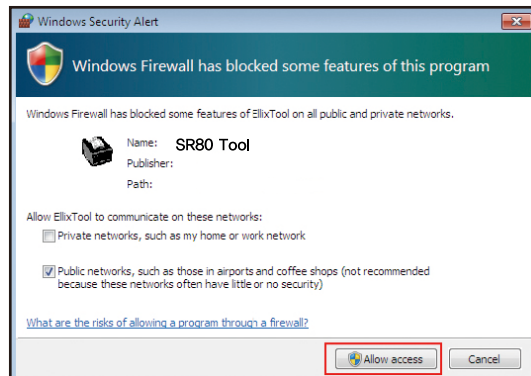 Windows Security Alert
Windows Firewall has blocked some features of this program
Windows Firewall has blocked some features of EllixTool on all public and private networks.
Name: SR80 Tool
Publisher:
Path:
Allow EllixTool to communicate on these networks:
Private networks, such as my home or work network
Public networks, such as those in airports and coffee shops (not recommended
because these networks often have little or no security)
What are the risks of allowing a program through a firewall?
Allow access Cancel